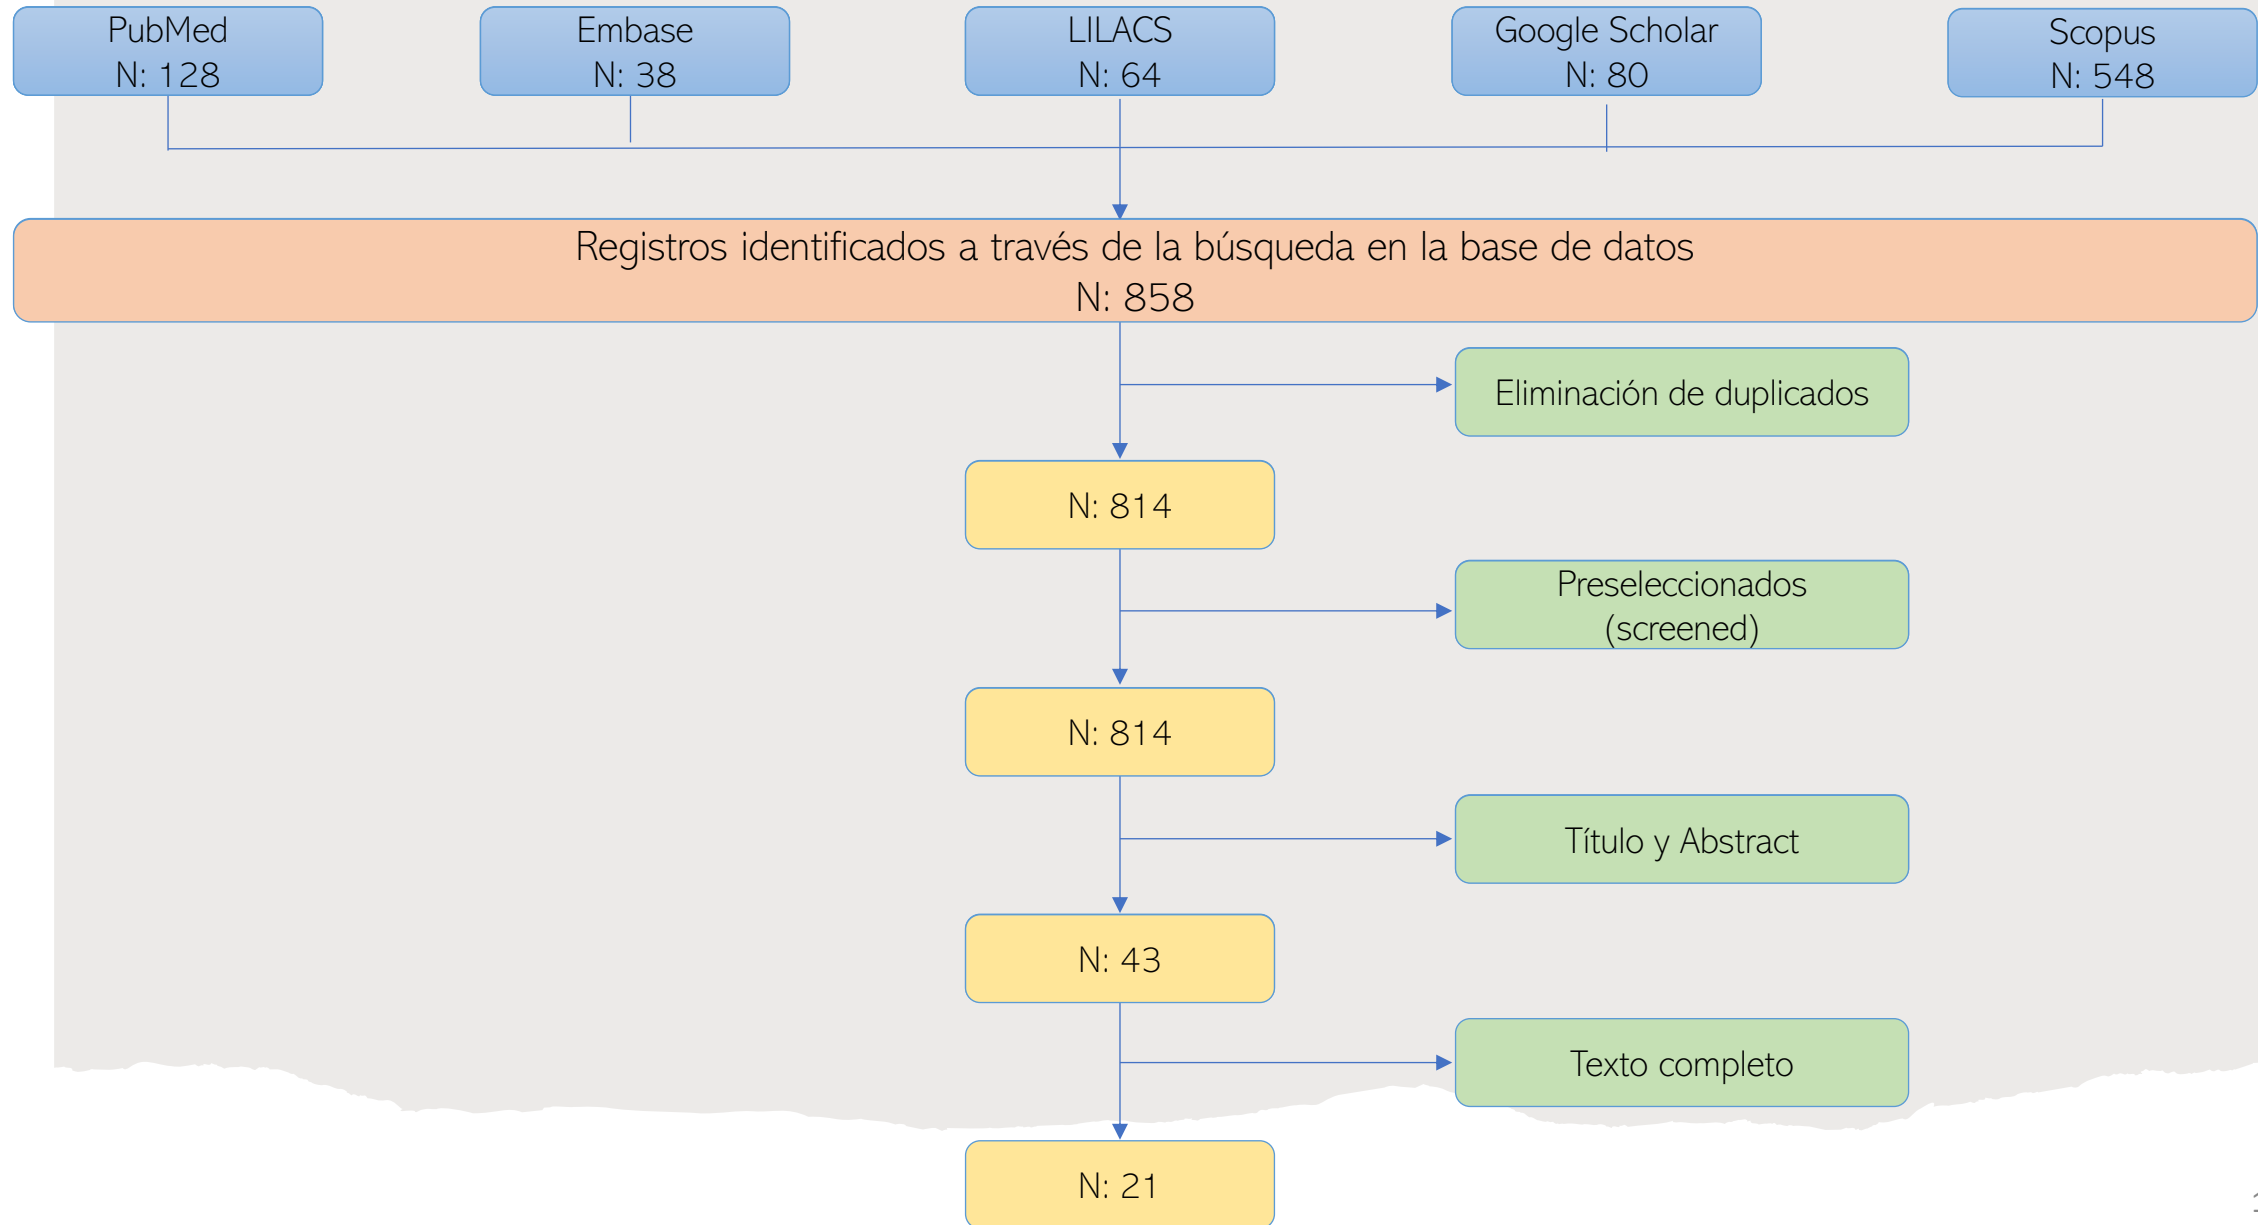 PubMed
N: 128
Embase
N: 38
LILACS
N: 64
Google Scholar
N: 80
Scopus
N: 548
Registros identificados a través de la búsqueda en la base de datos
N: 858
Eliminación de duplicados
N: 814
Preseleccionados
(screened)
N: 814
Título y Abstract
N: 43
Texto completo
N: 21